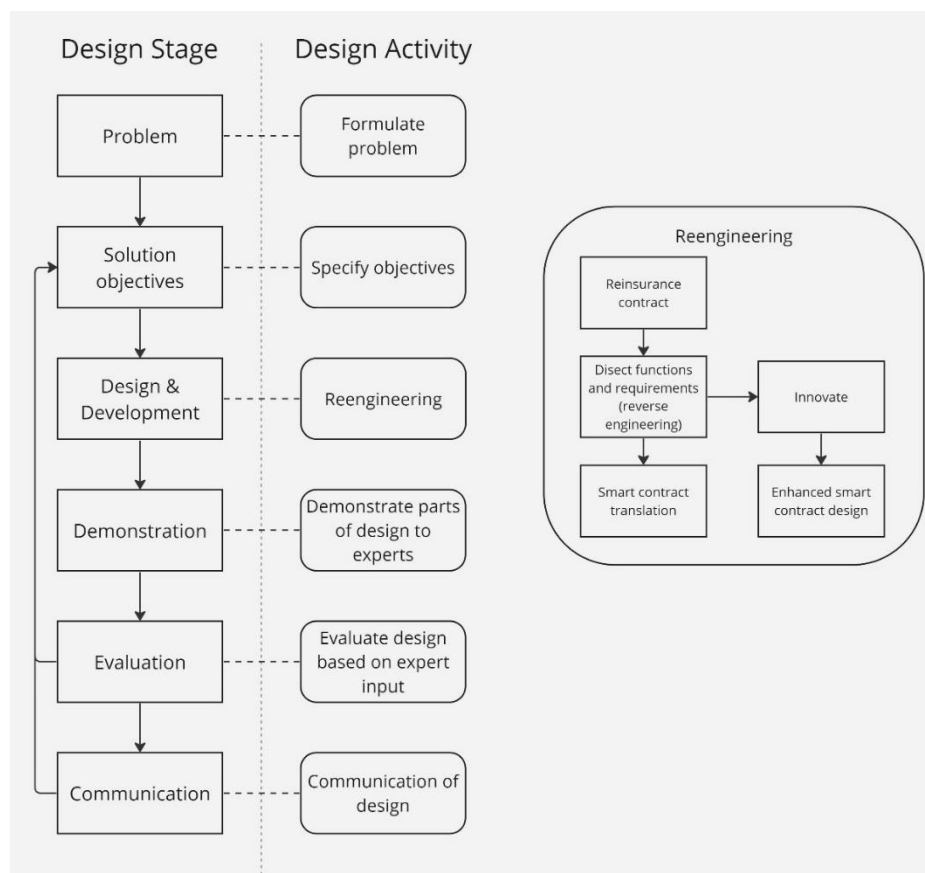 Design Stage
Design Activity
Problem
Formulate
problem
Solution
objectives
Specify objectives
Design &
Development
Reengineering
Demonstration
Demonstrate parts
of design to
experts
Evaluation
Evaluate design
based on expert
input
Communication
Communication of
design
Reengineering
Reinsurance
contract
Disect functions
and requirements
(reverse
engineering)
Innovate
Smart contract
translation
Enhanced smart
contract design